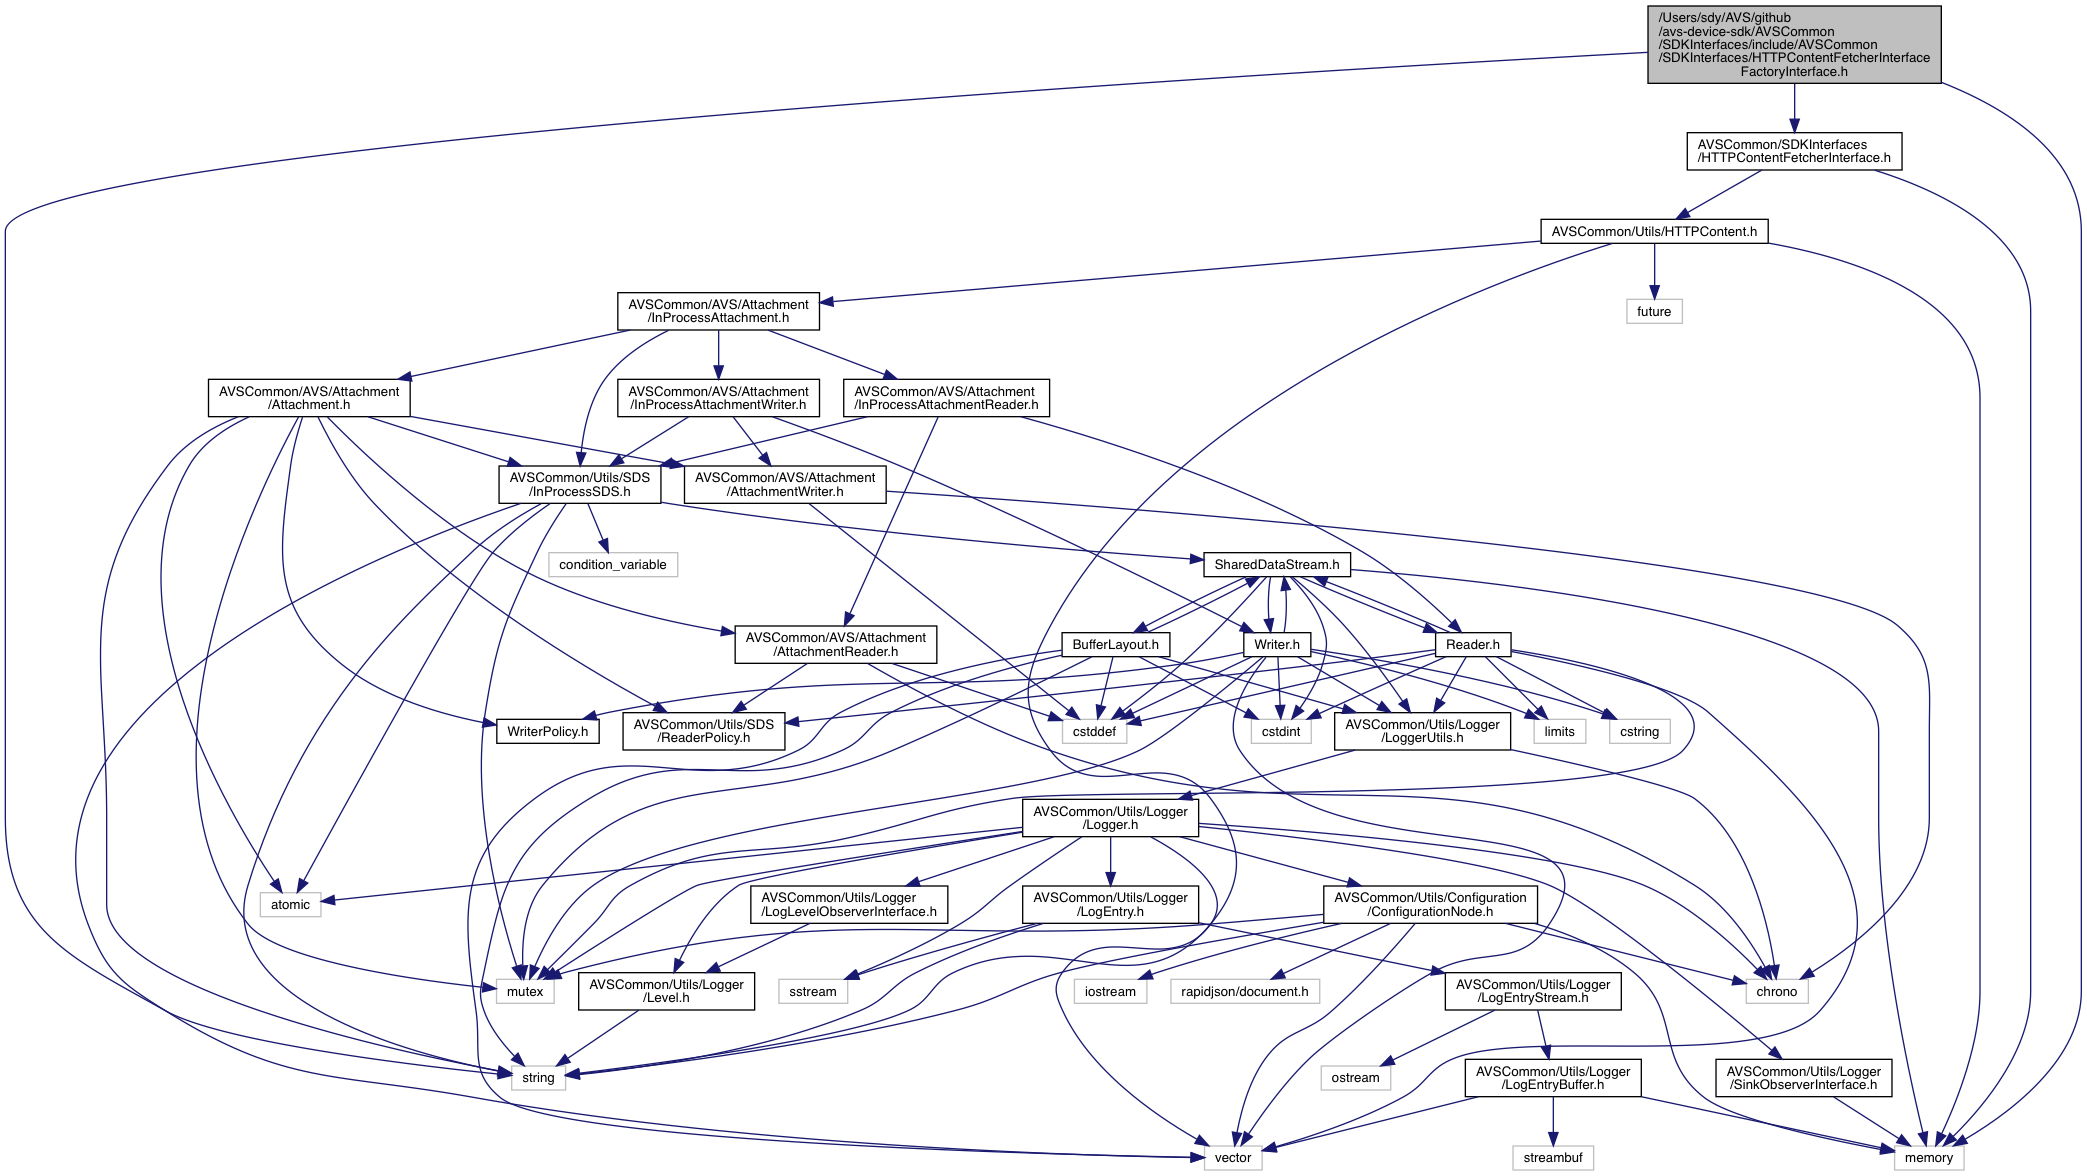 /Users/sdy/AVS/github
/avs-device-sdk/AVSCommon
/SDKInterfaces/include/AVSCommon
/SDKInterfaces/HTTPContentFetcherInterface
FactoryInterface.h
AVSCommon/SDKInterfaces
/HTTPContentFetcherInterface.h
AVSCommon/Utils/HTTPContent.h
AVSCommon/AVS/Attachment
/InProcessAttachment.h
future
AVSCommon/AVS/Attachment
/Attachment.h
AVSCommon/AVS/Attachment
/InProcessAttachmentWriter.h
AVSCommon/AVS/Attachment
/InProcessAttachmentReader.h
AVSCommon/Utils/SDS
/InProcessSDS.h
AVSCommon/AVS/Attachment
/AttachmentWriter.h
condition_variable
SharedDataStream.h
AVSCommon/AVS/Attachment
/AttachmentReader.h
BufferLayout.h
Writer.h
Reader.h
WriterPolicy.h
AVSCommon/Utils/SDS
/ReaderPolicy.h
cstddef
cstdint
AVSCommon/Utils/Logger
/LoggerUtils.h
limits
cstring
AVSCommon/Utils/Logger
/Logger.h
atomic
AVSCommon/Utils/Logger
/LogLevelObserverInterface.h
AVSCommon/Utils/Logger
/LogEntry.h
AVSCommon/Utils/Configuration
/ConfigurationNode.h
mutex
AVSCommon/Utils/Logger
/Level.h
sstream
iostream
rapidjson/document.h
AVSCommon/Utils/Logger
/LogEntryStream.h
chrono
string
ostream
AVSCommon/Utils/Logger
/LogEntryBuffer.h
AVSCommon/Utils/Logger
/SinkObserverInterface.h
vector
streambuf
memory